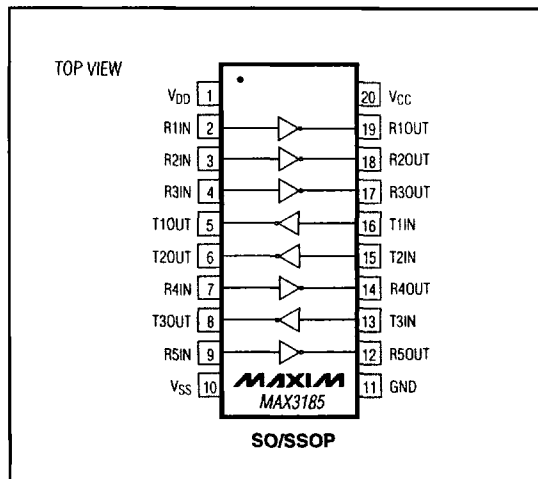 TOP VIEW
VDD 1 20 VCC
R1IN 2 19 R1OUT
R2IN 3 18 R2OUT
R3IN 4 17 R3OUT
T1OUT 5 16 T1IN
T2OUT 6 15 T2IN
R4IN 7 14 R4OUT
T3OUT 8 13 T3IN
R5IN 9 12 R5OUT
VSS 10 MAXIM 11 GND
MAX3185
SO/SSOP